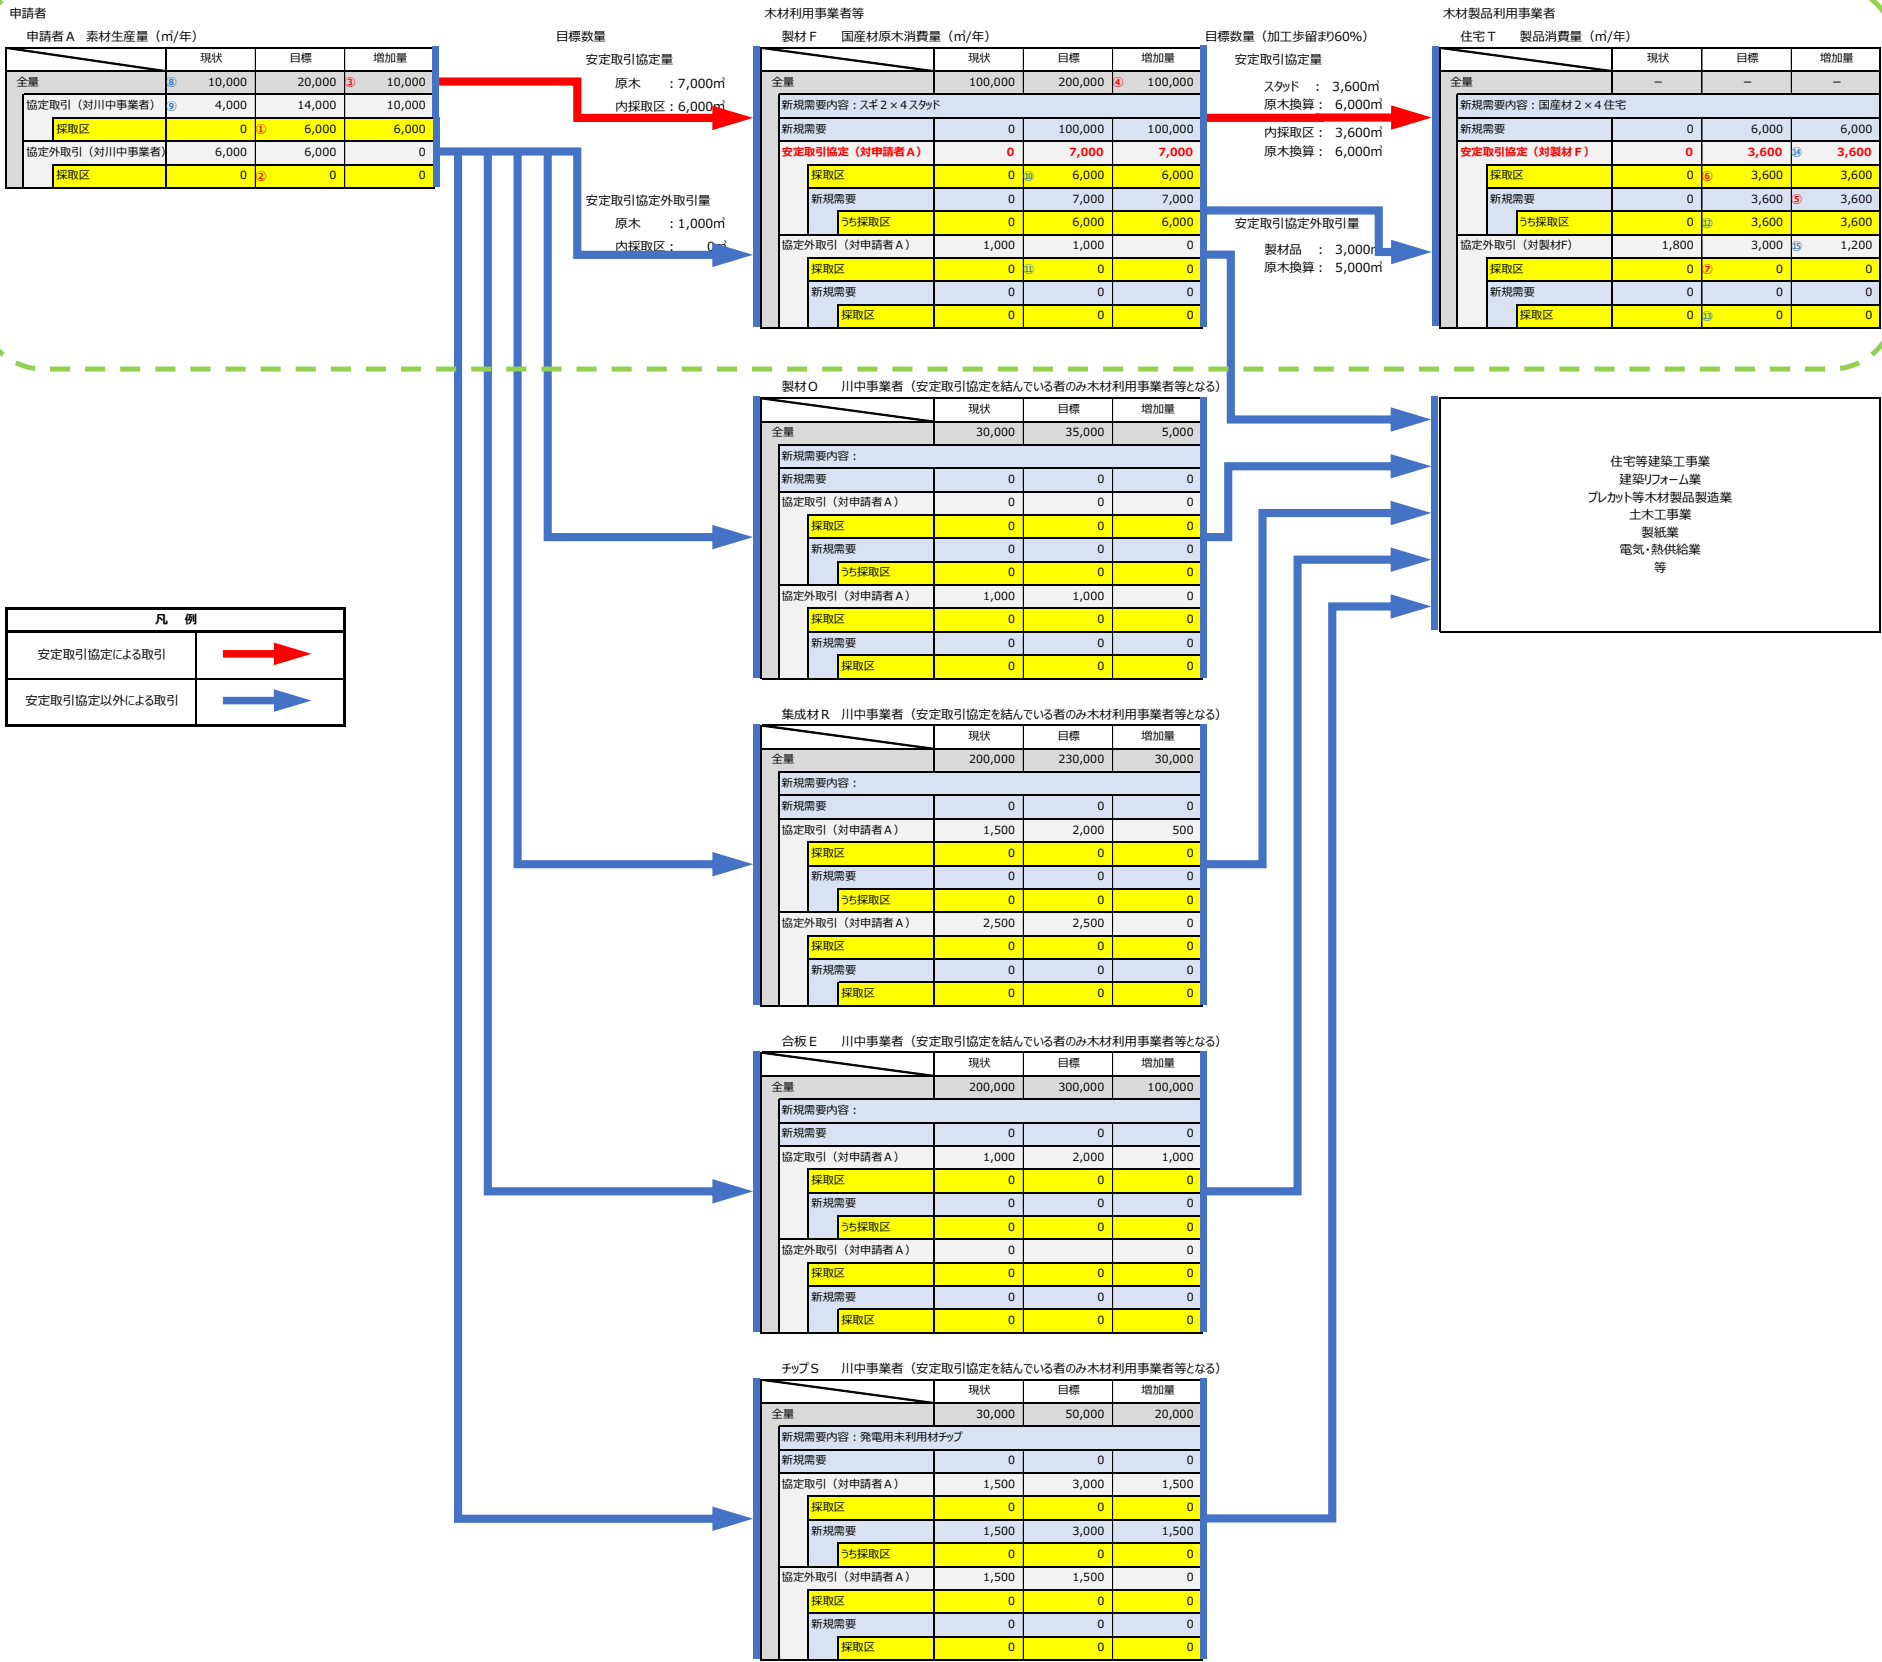 申請者
申請者A 素材生産量（㎥/年）
現状 目標 増加量
全量 ⑧ 10,000 20,000 ③ 10,000
協定取引（対川中事業者） ⑨ 4,000 14,000 10,000
採取区 0 ① 6,000 6,000
協定外取引（対川中事業者） 6,000 6,000 0
採取区 0 ② 0 0
目標数量
安定取引協定量
原木 ：7,000㎥
内採取区：6,000㎥
安定取引協定外取引量
原木 ：1,000㎥
内採取区： 0㎥
木材利用事業者等
製材F 国産材原木消費量（㎥/年）
現状 目標 増加量
全量 100,000 200,000 ④ 100,000
新規需要内容：スギ2×4スタッド
新規需要 0 100,000 100,000
安定取引協定（対申請者A） 0 7,000 7,000
採取区 0 ⑩ 6,000 6,000
新規需要 0 7,000 7,000
うち採取区 0 6,000 6,000
協定外取引（対申請者A） 1,000 1,000 0
採取区 0 ⑪ 0 0
新規需要 0 0 0
採取区 0 0 0
目標数量（加工歩留まり60%）
安定取引協定量
スタッド ： 3,600㎥
原木換算： 6,000㎥
内採取区： 3,600㎥
原木換算： 6,000㎥
安定取引協定外取引量
製材品 ： 3,000㎥
原木換算： 5,000㎥
木材製品利用事業者
住宅T 製品消費量（㎥/年）
現状 目標 増加量
全量 － － －
新規需要内容：国産材2×4住宅
新規需要 0 6,000 6,000
安定取引協定（対製材F） 0 3,600 ⑭ 3,600
採取区 0 ⑥ 3,600 3,600
新規需要 0 3,600 ⑤ 3,600
うち採取区 0 ⑫ 3,600 3,600
協定外取引（対製材F） 1,800 3,000 ⑮ 1,200
採取区 0 ⑦ 0 0
新規需要 0 0 0
採取区 0 ⑬ 0 0
製材O 川中事業者（安定取引協定を結んでいる者のみ木材利用事業者等となる）
現状 目標 増加量
全量 30,000 35,000 5,000
新規需要内容：
新規需要 0 0 0
協定取引（対申請者A） 0 0 0
採取区 0 0 0
新規需要 0 0 0
うち採取区 0 0 0
協定外取引（対申請者A） 1,000 1,000 0
採取区 0 0 0
新規需要 0 0 0
採取区 0 0 0
住宅等建築工事業
建築リフォーム業
プレカット等木材製品製造業
土木工事業
製紙業
電気・熱供給業
等
凡 例
安定取引協定による取引
安定取引協定以外による取引
集成材R 川中事業者（安定取引協定を結んでいる者のみ木材利用事業者等となる）
現状 目標 増加量
全量 200,000 230,000 30,000
新規需要内容：
新規需要 0 0 0
協定取引（対申請者A） 1,500 2,000 500
採取区 0 0 0
新規需要 0 0 0
うち採取区 0 0 0
協定外取引（対申請者A） 2,500 2,500 0
採取区 0 0 0
新規需要 0 0 0
採取区 0 0 0
合板E 川中事業者（安定取引協定を結んでいる者のみ木材利用事業者等となる）
現状 目標 増加量
全量 200,000 300,000 100,000
新規需要内容：
新規需要 0 0 0
協定取引（対申請者A） 1,000 2,000 1,000
採取区 0 0 0
新規需要 0 0 0
うち採取区 0 0 0
協定外取引（対申請者A） 0 0
採取区 0 0 0
新規需要 0 0 0
採取区 0 0 0
チップS 川中事業者（安定取引協定を結んでいる者のみ木材利用事業者等となる）
現状 目標 増加量
全量 30,000 50,000 20,000
新規需要内容：発電用未利用材チップ
新規需要 0 0 0
協定取引（対申請者A） 1,500 3,000 1,500
採取区 0 0 0
新規需要 1,500 3,000 1,500
うち採取区 0 0 0
協定外取引（対申請者A） 1,500 1,500 0
採取区 0 0 0
新規需要 0 0 0
採取区 0 0 0